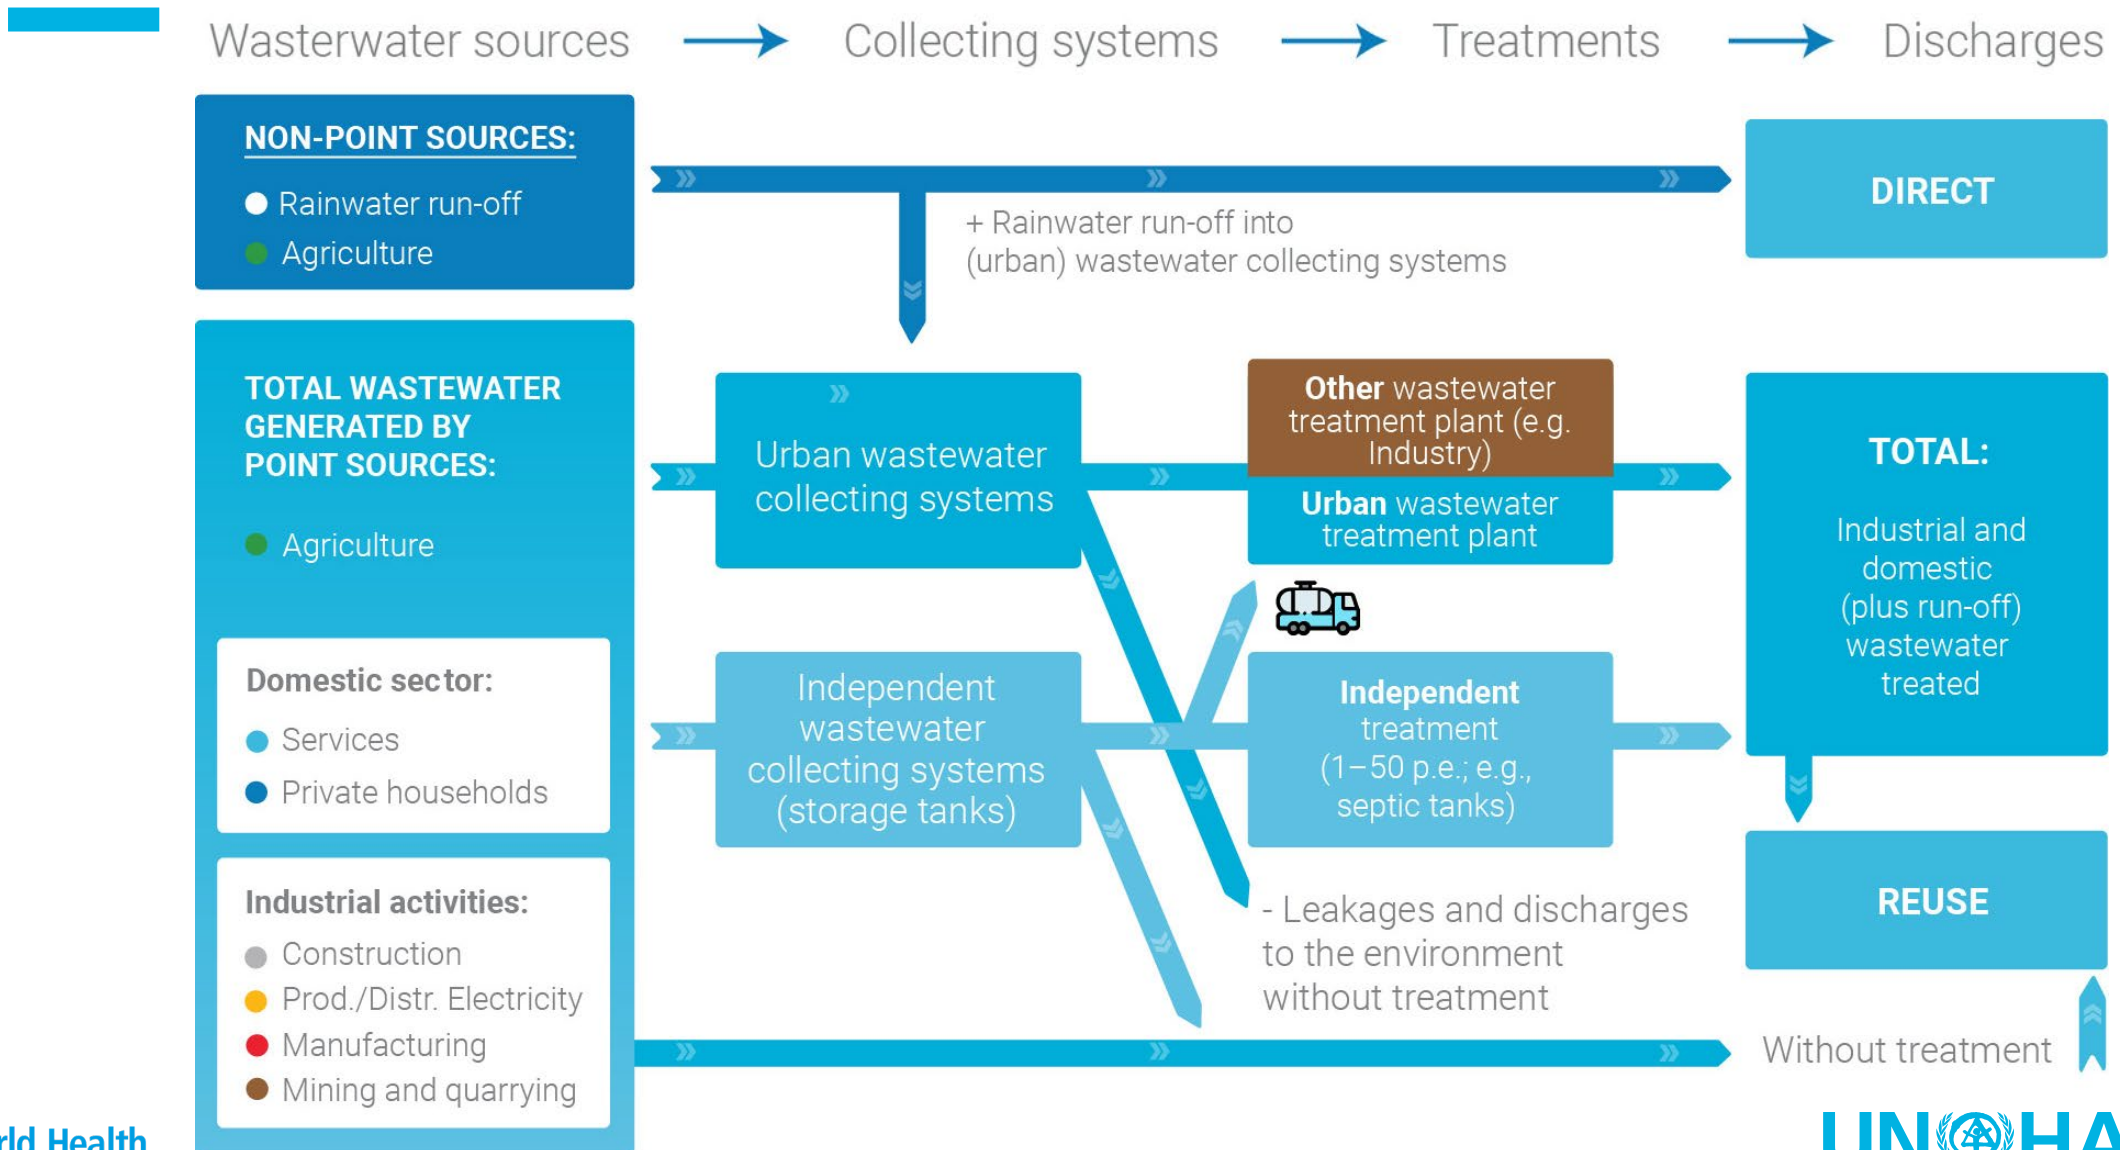 Wasterwater sources
Collecting systems
Treatments
Discharges
NON-POINT SOURCES:
Rainwater run-off
Agriculture
+ Rainwater run-off into
(urban) wastewater collecting systems
DIRECT
TOTAL WASTEWATER
GENERATED BY
POINT SOURCES:
Agriculture
Domestic sector:
Services
Private households
Industrial activities:
Construction
Prod./Distr. Electricity
Manufacturing
Mining and quarrying
Urban wastewater
collecting systems
Independent
wastewater
collecting systems
(storage tanks)
Other wastewater
treatment plant (e.g.
Industry)
Urban wastewater
treatment plant
Independent
treatment
(1–50 p.e.; e.g.,
septic tanks)
- Leakages and discharges
to the environment
without treatment
TOTAL:
Industrial and
domestic
(plus run-off)
wastewater
treated
REUSE
Without treatment
rld Health
UN HA